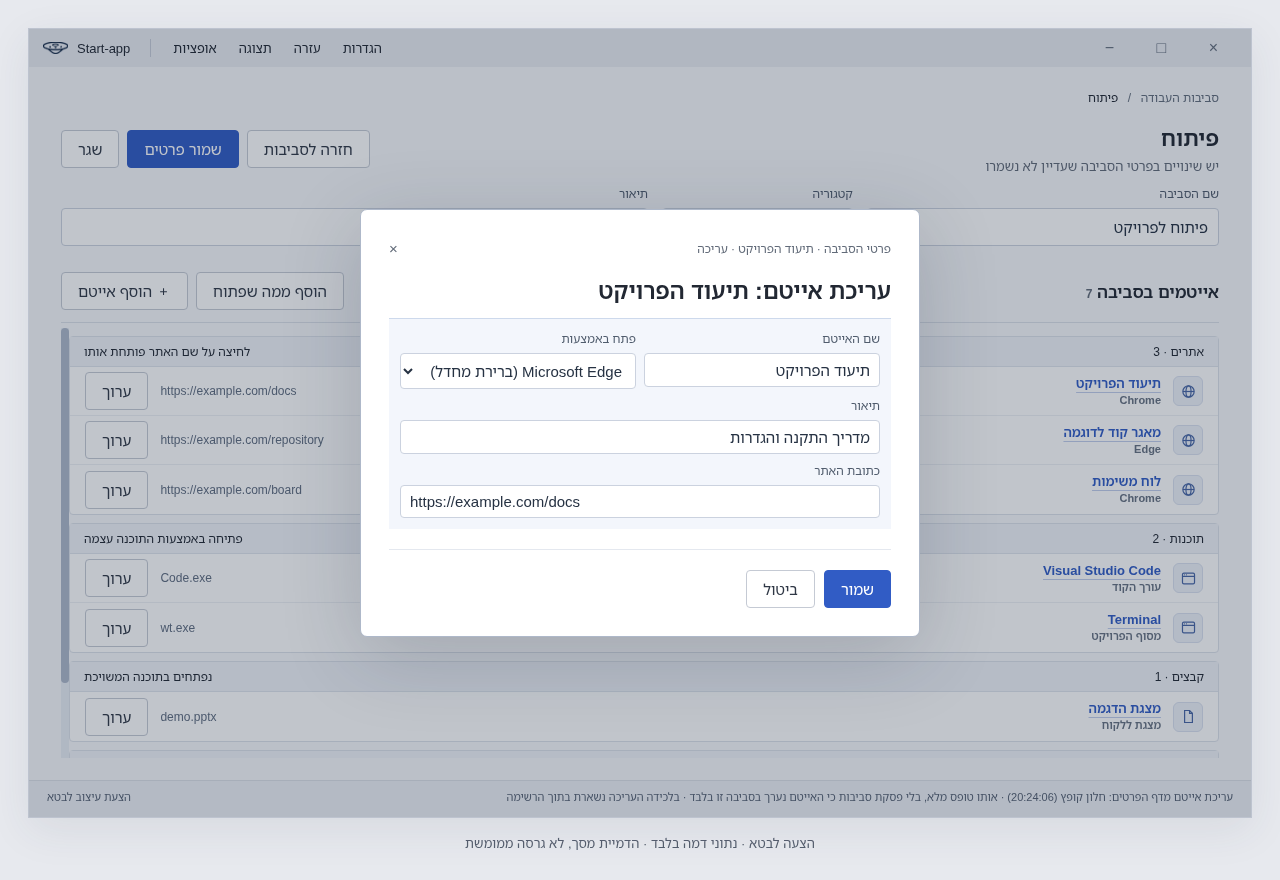 Start-app
אופציות
תצוגה
עזרה
הגדרות
סביבות העבודה / פיתוח
פיתוח
יש שינויים בפרטי הסביבה שעדיין לא נשמרו
חזרה לסביבות
שמור פרטים
שגר
שם הסביבה
קטגוריה
תיאור
פיתוח לפרויקט
אייטמים בסביבה 7
הוסף ממה שפתוח
+ הוסף אייטם
אתרים · 3
לחיצה על שם האתר פותחת אותו
תיעוד הפרויקט
Chrome
https://example.com/docs
ערוך
מאגר קוד לדוגמה
Edge
https://example.com/repository
ערוך
לוח משימות
Chrome
https://example.com/board
ערוך
תוכנות · 2
פתיחה באמצעות התוכנה עצמה
Visual Studio Code
עורך הקוד
Code.exe
ערוך
Terminal
מסוף הפרויקט
wt.exe
ערוך
קבצים · 1
נפתחים בתוכנה המשויכת
מצגת הדגמה
מצגת ללקוח
demo.pptx
ערוך
פרטי הסביבה · תיעוד הפרויקט · עריכה
×
עריכת אייטם: תיעוד הפרויקט
שם האייטם
פתח באמצעות
תיעוד הפרויקט
Microsoft Edge (ברירת מחדל)
תיאור
מדריך התקנה והגדרות
כתובת האתר
https://example.com/docs
שמור
ביטול
עריכת אייטם מדף הפרטים: חלון קופץ (20:24:06) · אותו טופס מלא, בלי פסקת סביבות כי האייטם נערך בסביבה זו בלבד · בלכידה העריכה נשארת בתוך הרשימה
הצעת עיצוב לבטא
הצעה לבטא · נתוני דמה בלבד · הדמיית מסך, לא גרסה ממומשת